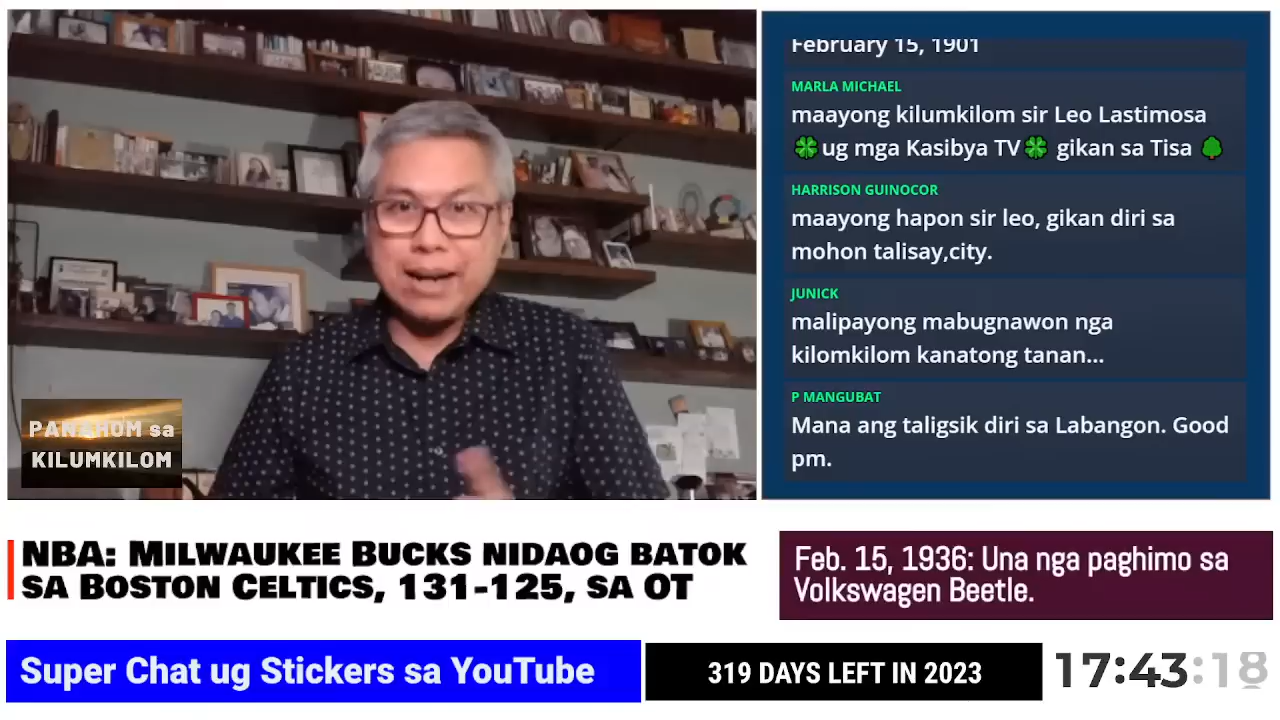 February 15, 1901
MARLA MICHAEL
maayong kilumkilom sir Leo Lastimosa
🍀ug mga Kasibya TV🍀 gikan sa Tisa 🌳
HARRISON GUINOCOR
maayong hapon sir leo, gikan diri sa
mohon talisay,city.
JUNICK
malipayong mabugnawon nga
kilomkilom kanatong tanan...
P MANGUBAT
Mana ang taligsik diri sa Labangon. Good
pm.
PANAHOM sa
KILUMKILOM
NBA: MILWAUKEE BUCKS NIDAOG BATOK
SA BOSTON CELTICS, 131-125, SA OT
Feb. 15, 1936: Una nga paghimo sa
Volkswagen Beetle.
Super Chat ug Stickers sa YouTube
319 DAYS LEFT IN 2023
17:43:18